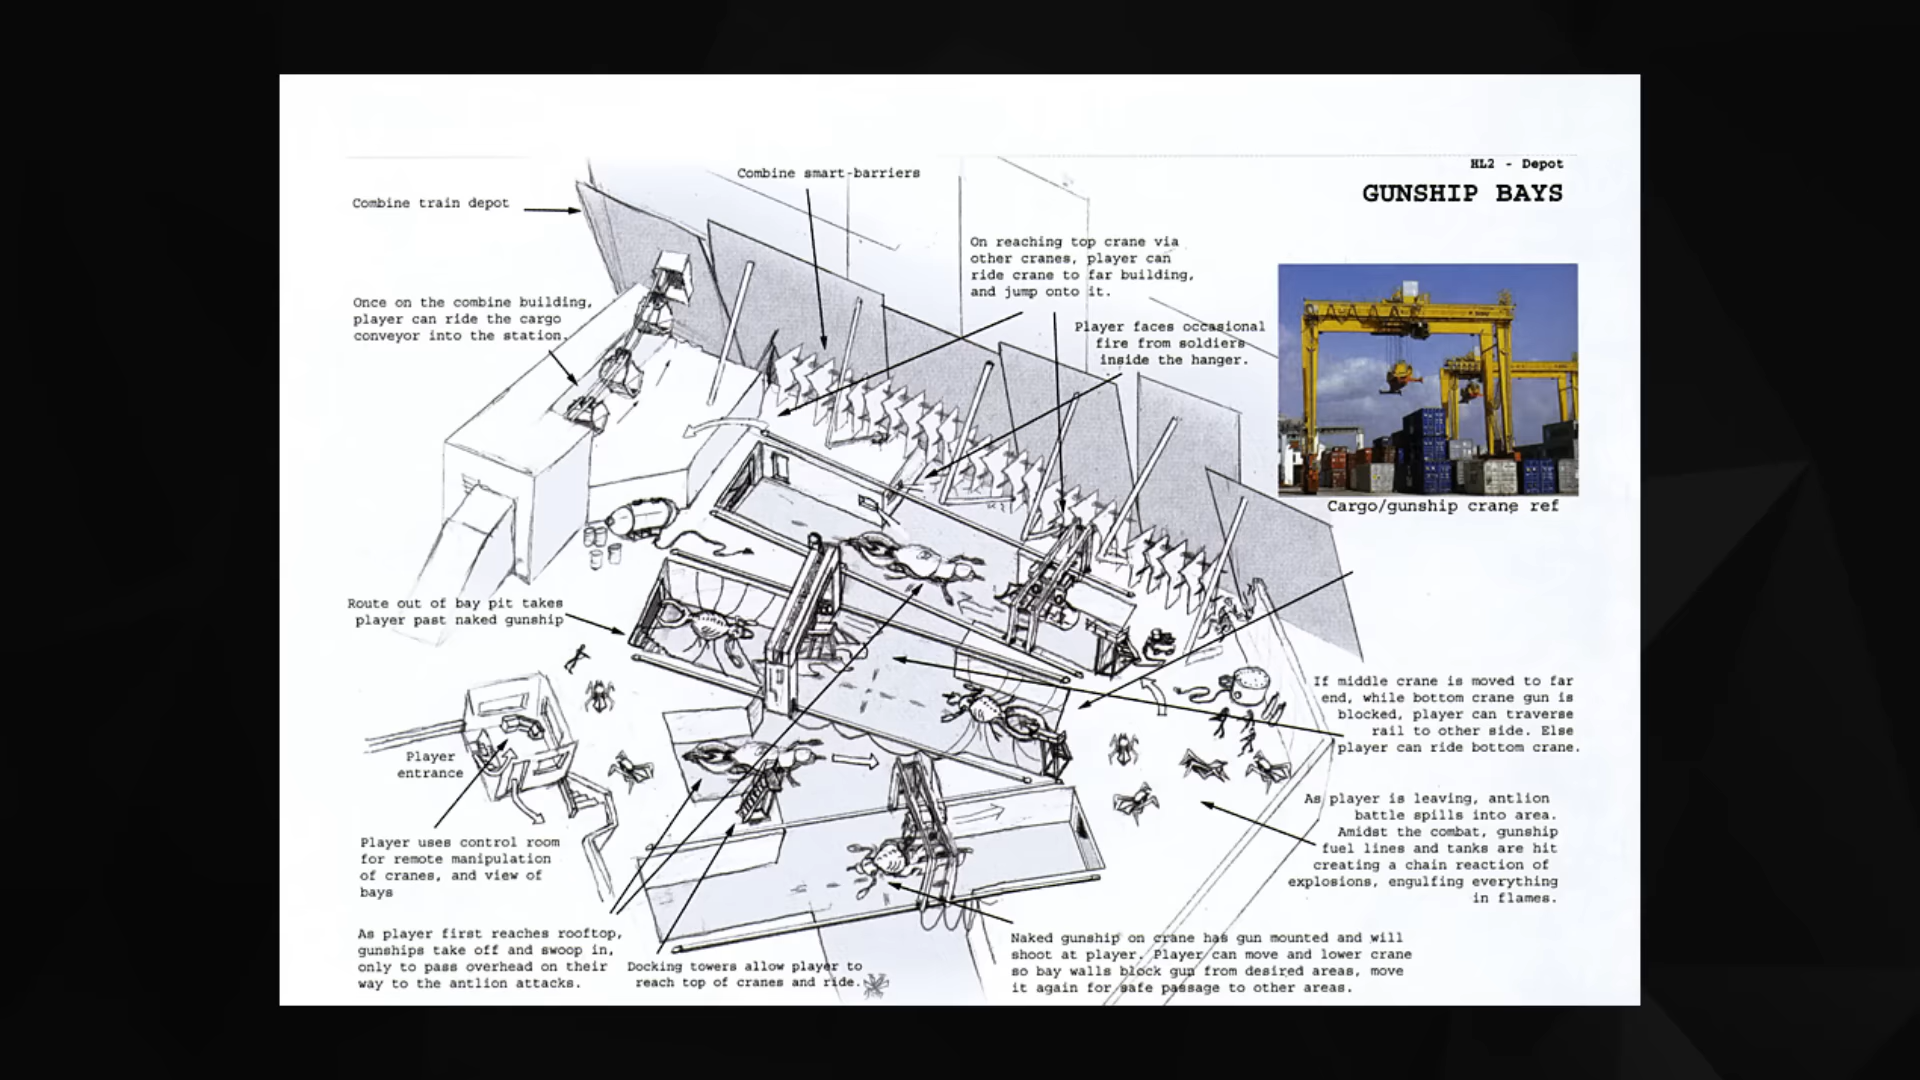 HL2 - Depot
GUNSHIP BAYS
Combine smart-barriers
Combine train depot
On reaching top crane via
other cranes, player can
ride crane to far building,
and jump onto it.
Once on the combine building,
player can ride the cargo
conveyor into the station.
Player faces occasional
fire from soldiers
inside the hanger.
Cargo/gunship crane ref
Route out of bay pit takes
player past naked gunship
If middle crane is moved to far
end, while bottom crane gun is
blocked, player can traverse
rail to other side. Else
player can ride bottom crane.
Player
entrance
As player is leaving, antlion
battle spills into area.
Amidst the combat, gunship
fuel lines and tanks are hit
creating a chain reaction of
explosions, engulfing everything
in flames.
Player uses control room
for remote manipulation
of cranes, and view of
bays
As player first reaches rooftop,
gunships take off and swoop in,
only to pass overhead on their
way to the antlion attacks.
Docking towers allow player to
reach top of cranes and ride.
Naked gunship on crane has gun mounted and will
shoot at player. Player can move and lower crane
so bay walls block gun from desired areas, move
it again for safe passage to other areas.